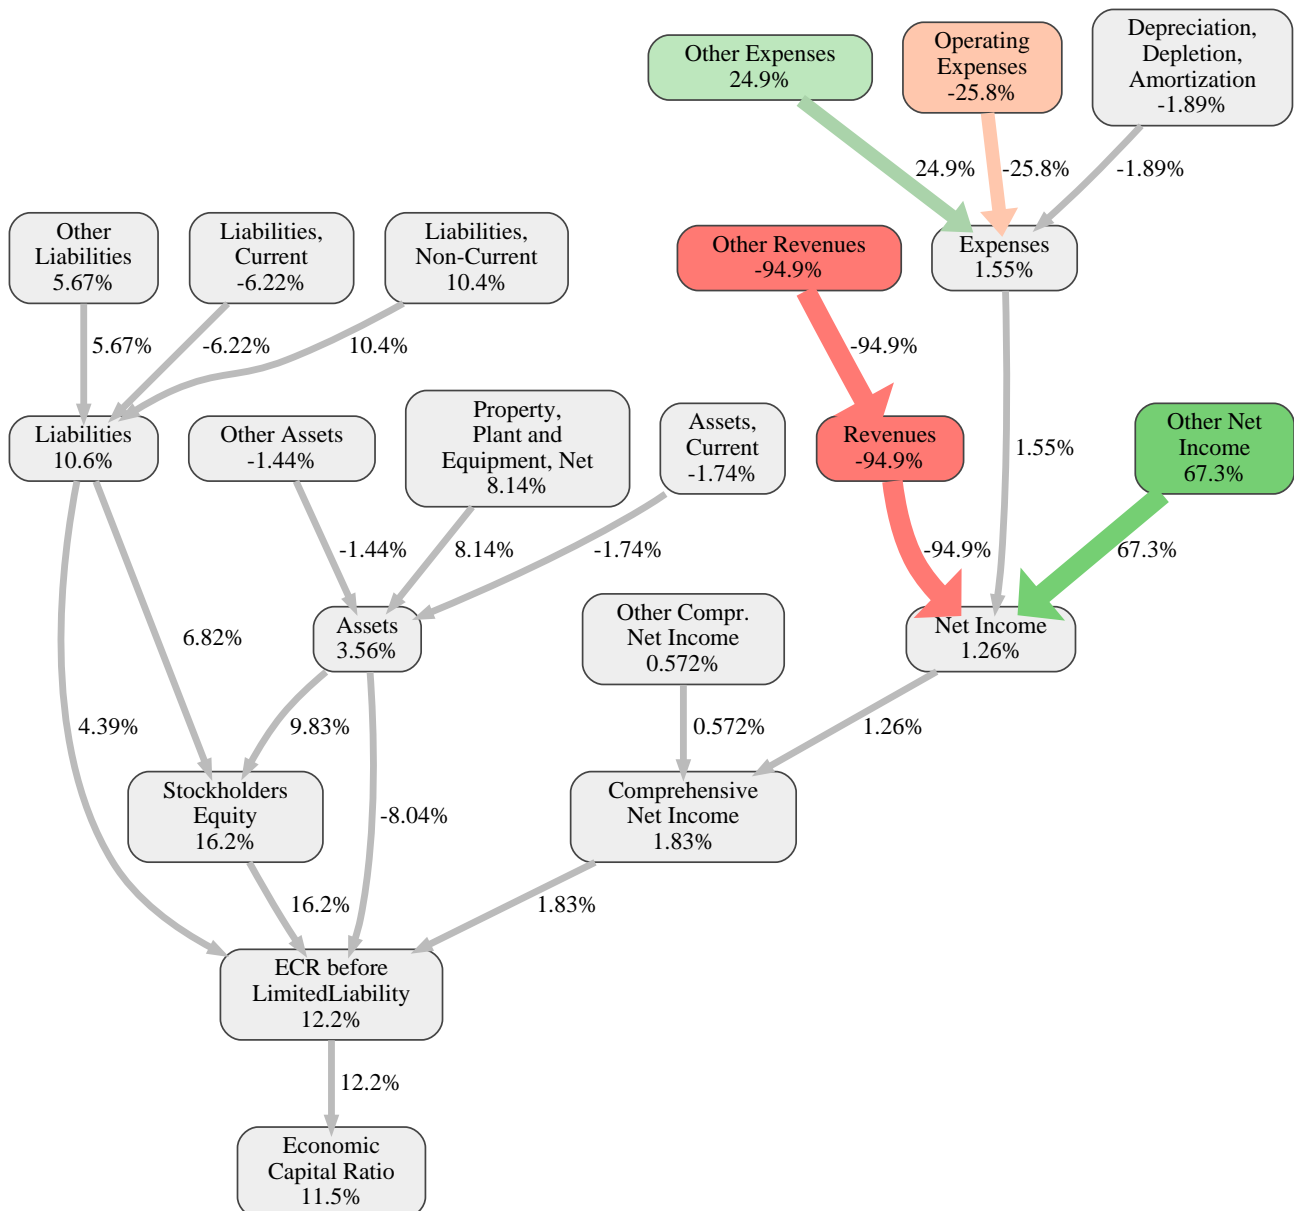 Other Expenses
24.9%
Operating
Expenses
-25.8%
Depreciation,
Depletion,
Amortization
-1.89%
24.9%
-25.8%
-1.89%
Other
Liabilities
5.67%
Liabilities,
Current
-6.22%
Liabilities,
Non-Current
10.4%
Other Revenues
-94.9%
Expenses
1.55%
5.67%
-6.22%
10.4%
-94.9%
Liabilities
10.6%
Other Assets
-1.44%
Property,
Plant and
Equipment, Net
8.14%
Assets,
Current
-1.74%
Revenues
-94.9%
1.55%
Other Net
Income
67.3%
-1.44%
8.14%
-1.74%
-94.9%
67.3%
6.82%
Assets
3.56%
Other Compr.
Net Income
0.572%
Net Income
1.26%
4.39%
9.83%
0.572%
1.26%
Stockholders
Equity
16.2%
-8.04%
Comprehensive
Net Income
1.83%
16.2%
1.83%
ECR before
LimitedLiability
12.2%
12.2%
Economic
Capital Ratio
11.5%